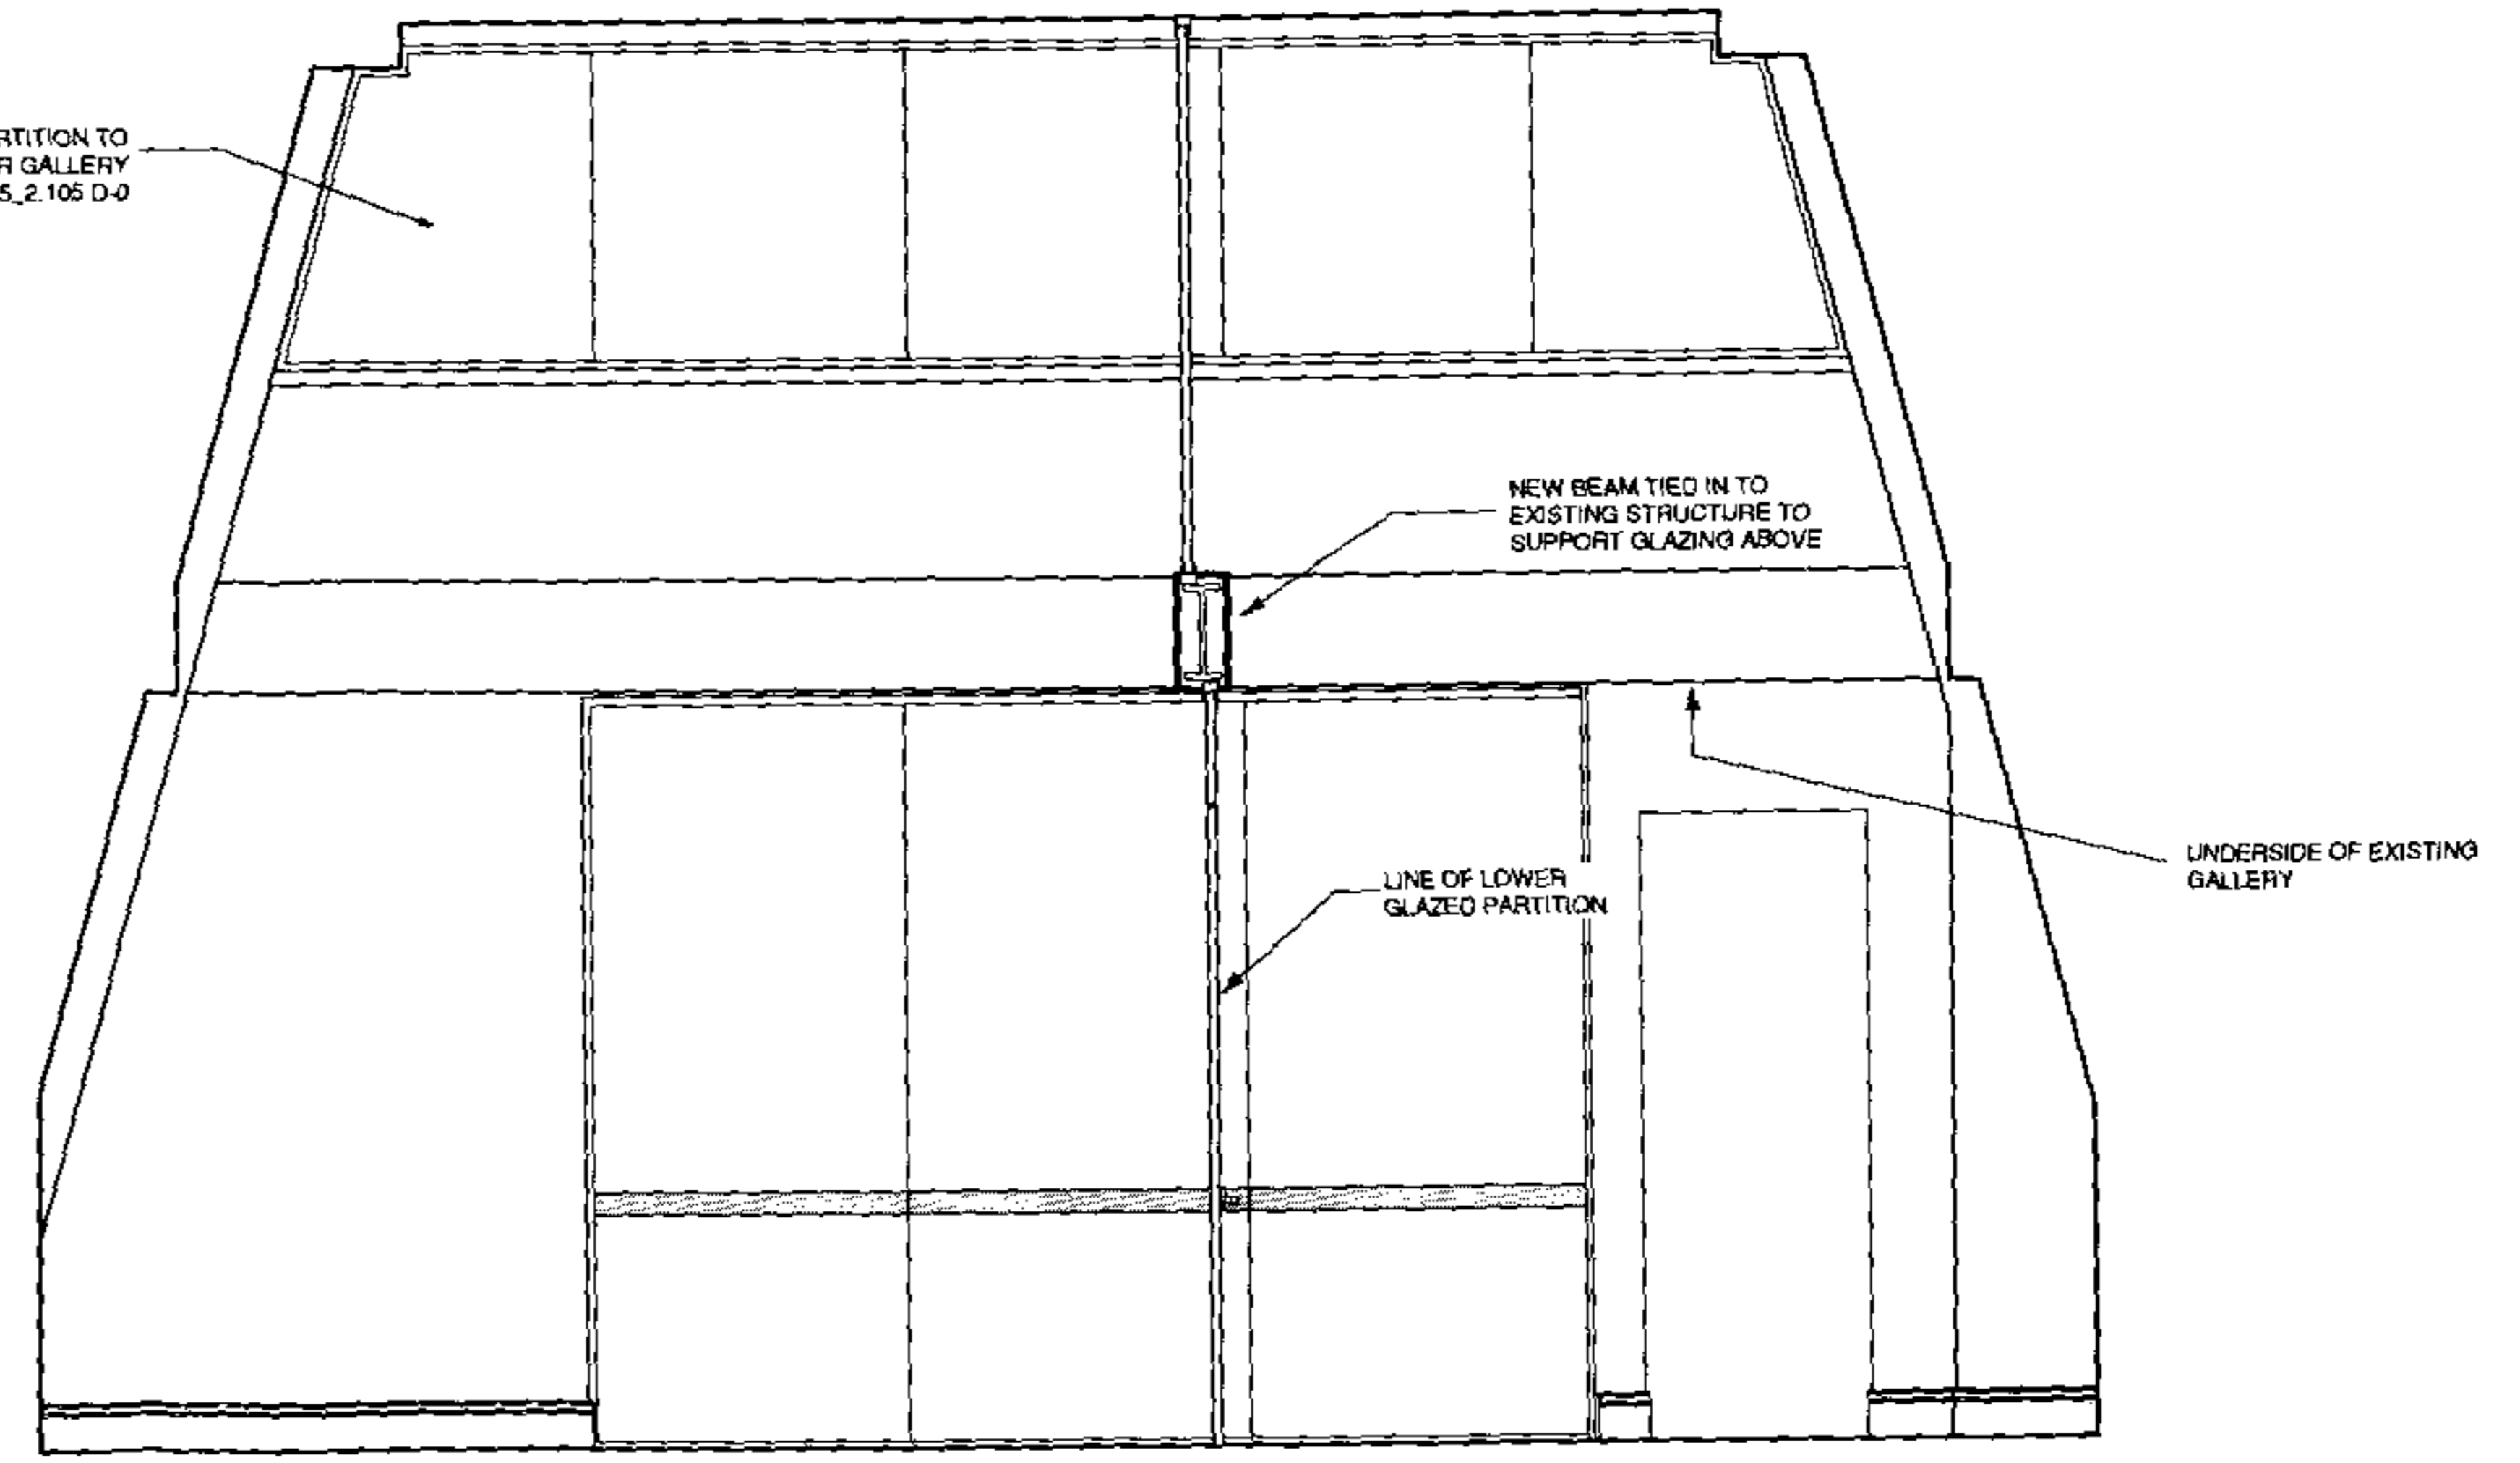 RTITION TO
R GALLERY
5_2.105 D-0
NEW BEAM TIED IN TO
EXISTING STRUCTURE TO
SUPPORT GLAZING ABOVE
LINE OF LOWER
GLAZED PARTITION
UNDERSIDE OF EXISTING
GALLERY